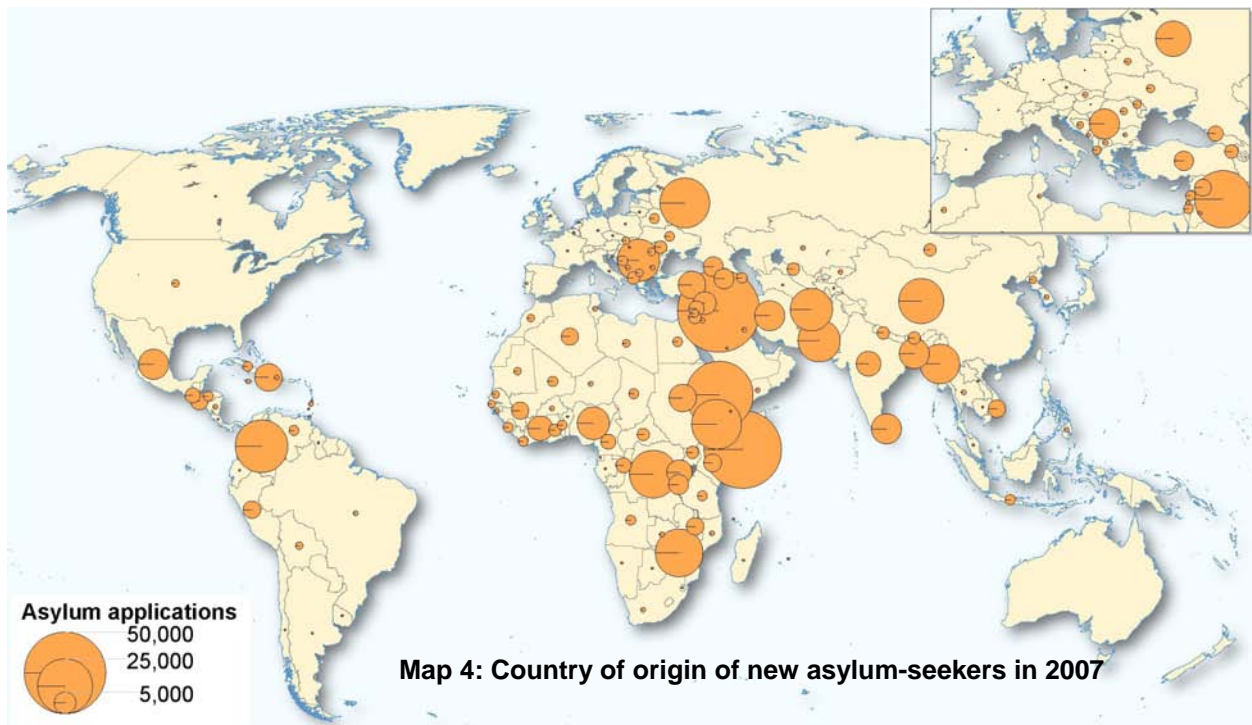 Asylum applications
50,000
25,000
5,000
Map 4: Country of origin of new asylum-seekers in 2007